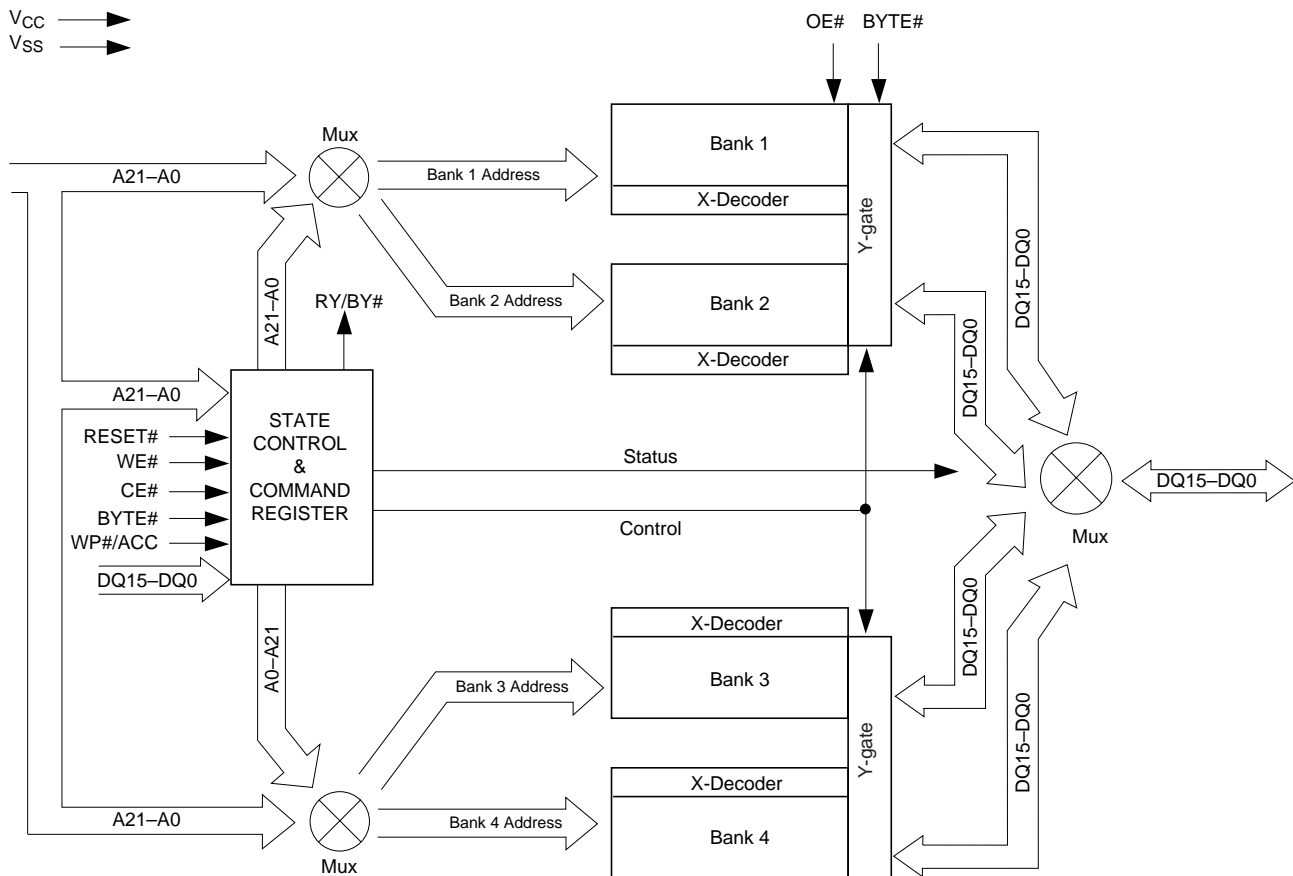 VCC
VSS
OE# BYTE#
Mux
A21–A0
Bank 1 Address
Bank 1
X-Decoder
Y-gate
DQ15–DQ0
A21–A0
RY/BY#
Bank 2 Address
Bank 2
X-Decoder
DQ15–DQ0
A21–A0
RESET#
WE#
CE#
BYTE#
WP#/ACC
DQ15–DQ0
STATE
CONTROL
&
COMMAND
REGISTER
Status
Control
DQ15–DQ0
Mux
A0–A21
X-Decoder
Bank 3 Address
Bank 3
DQ15–DQ0
Y-gate
DQ15–DQ0
X-Decoder
A21–A0
Mux
Bank 4 Address
Bank 4